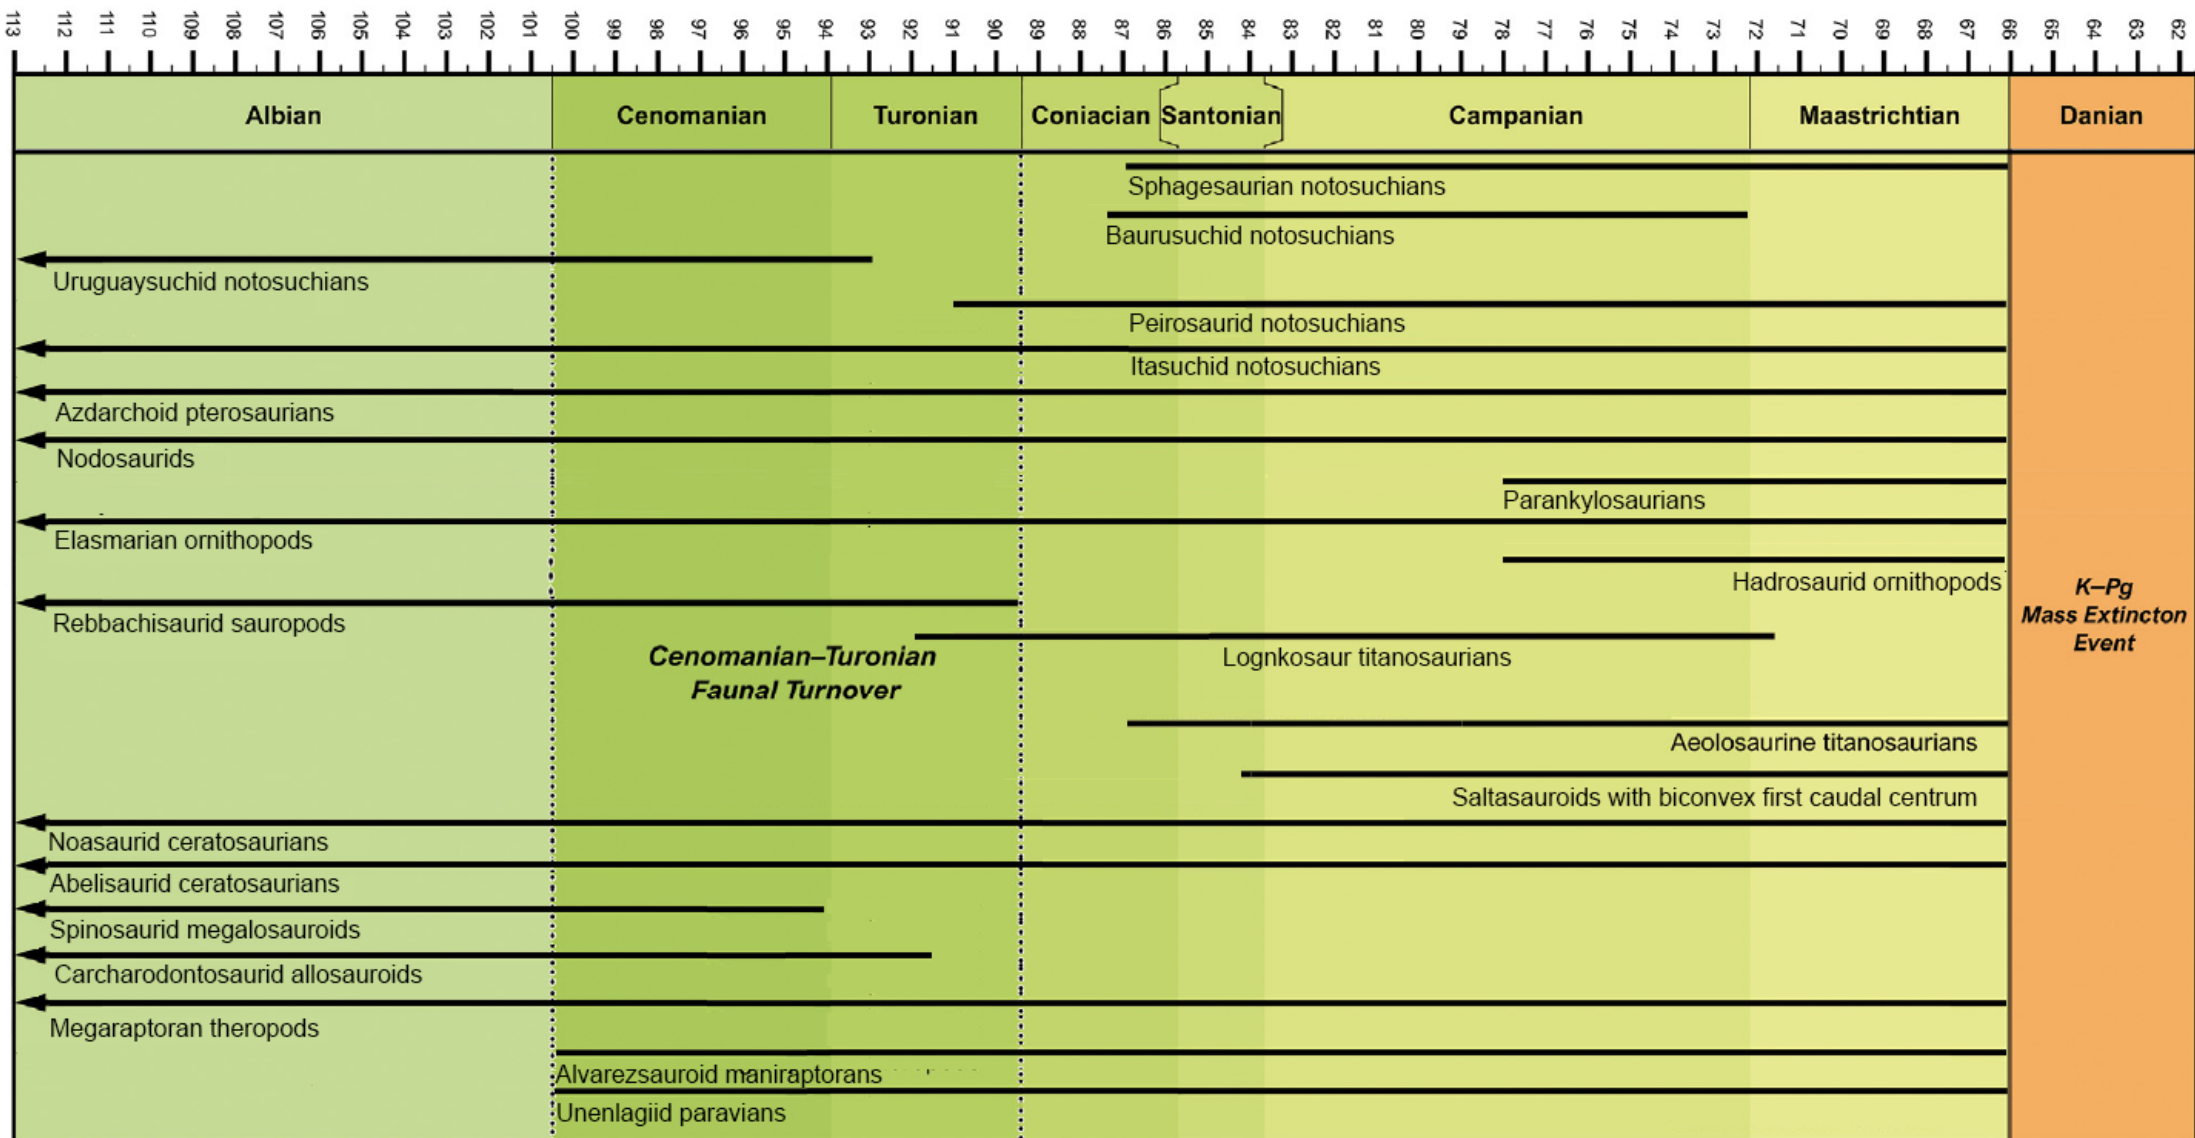 113 112 111 110 109 108 107 106 105 104 103 102 101 100 99 98 97 96 95 94 93 92 91 90 89 88 87 86 85 84 83 82 81 80 79 78 77 76 75 74 73 72 71 70 69 68 67 66 65 64 63 62
Albian Cenomanian Turonian Coniacian Santonian Campanian Maastrichtian Danian
Sphagesaurian notosuchians
Baurusuchid notosuchians
Uruguaysuchid notosuchians
Peirosaurid notosuchians
Itasuchid notosuchians
Azdarchoid pterosaurians
Nodosaurids
Parankylosaurians
Elasmarian ornithopods
Hadrosaurid ornithopods
K–Pg
Mass Extincton
Event
Rebbachisaurid sauropods
Cenomanian–Turonian
Faunal Turnover
Lognkosaur titanosaurians
Aeolosaurine titanosaurians
Saltasauroids with biconvex first caudal centrum
Noasaurid ceratosaurians
Abelisaurid ceratosaurians
Spinosaurid megalosauroids
Carcharodontosaurid allosauroids
Megaraptoran theropods
Alvarezsauroid maniraptorans
Unenlagiid paravians